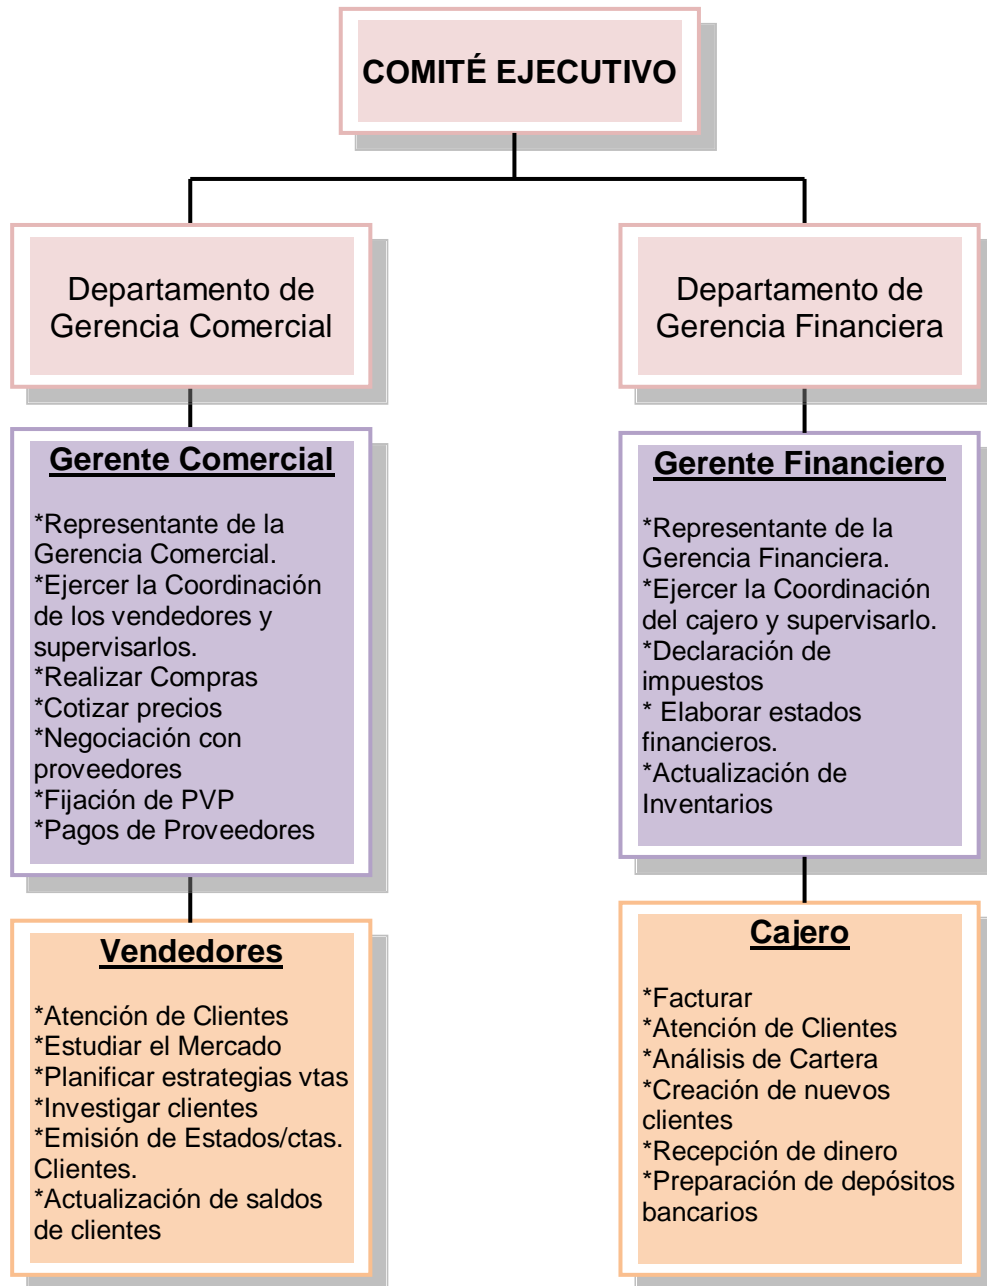 COMITÉ EJECUTIVO
Departamento de
Gerencia Comercial
Departamento de
Gerencia Financiera
Gerente Comercial
*Representante de la
Gerencia Comercial.
*Ejercer la Coordinación
de los vendedores y
supervisarlos.
*Realizar Compras
*Cotizar precios
*Negociación con
proveedores
*Fijación de PVP
*Pagos de Proveedores
Gerente Financiero
*Representante de la
Gerencia Financiera.
*Ejercer la Coordinación
del cajero y supervisarlo.
*Declaración de
impuestos
* Elaborar estados
financieros.
*Actualización de
Inventarios
Vendedores
*Atención de Clientes
*Estudiar el Mercado
*Planificar estrategias vtas
*Investigar clientes
*Emisión de Estados/ctas.
Clientes.
*Actualización de saldos
de clientes
Cajero
*Facturar
*Atención de Clientes
*Análisis de Cartera
*Creación de nuevos
clientes
*Recepción de dinero
*Preparación de depósitos
bancarios